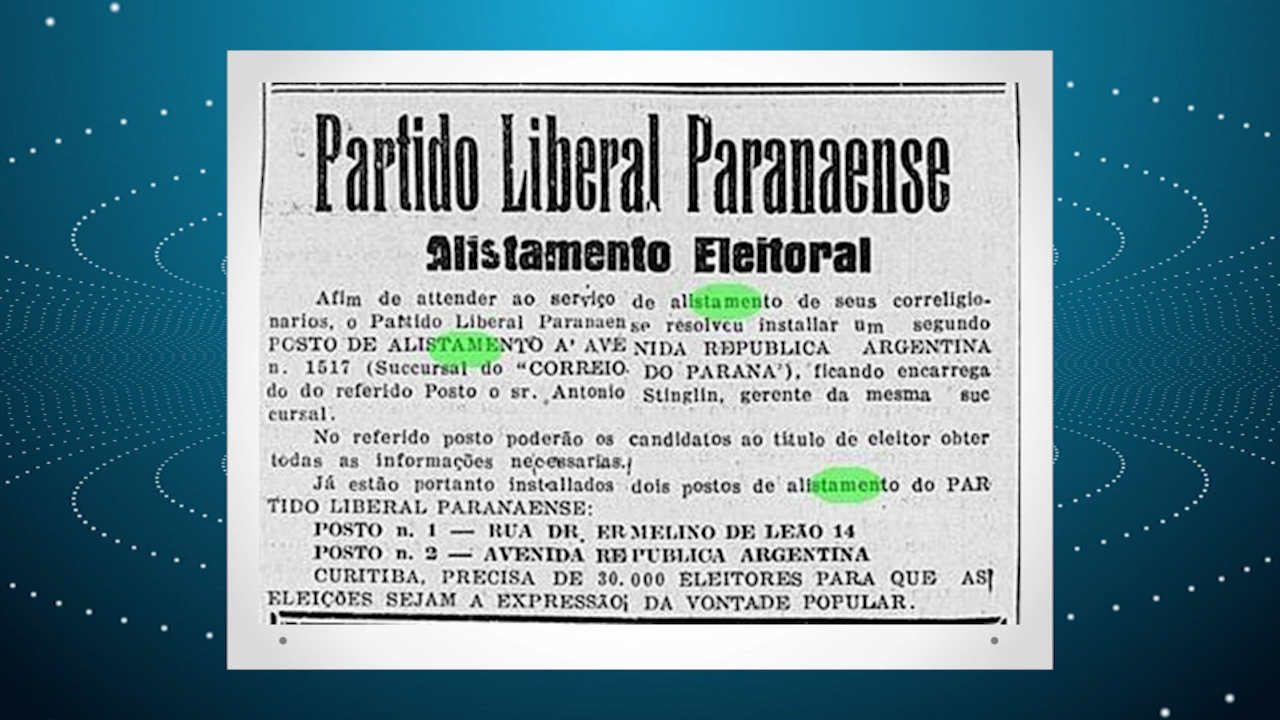 Partido Liberal Paranaense
Alistamento Eleitoral
Afim de attender ao serviço de alistamento de seus correligio-
narios, o Partido Liberal Paranaense resolveu installar um segundo
POSTO DE ALISTAMENTO A' AVENIDA REPUBLICA ARGENTINA
n. 1517 (Succursal do "CORREIO DO PARANA'), ficando encarrega
do do referido Posto o sr. Antonio Stinglin, gerente da mesma suc
cursal.
No referido posto poderão os candidatos ao titulo de eleitor obter
todas as informações necessarias.
Já estão portanto installados dois postos de alistamento do PAR
TIDO LIBERAL PARANAENSE:
POSTO n. 1 — RUA DR. ERMELINO DE LEÃO 14
POSTO n. 2 — AVENIDA REPUBLICA ARGENTINA
CURITIBA, PRECISA DE 30.000 ELEITORES PARA QUE AS
ELEIÇÕES SEJAM A EXPRESSÃO DA VONTADE POPULAR.